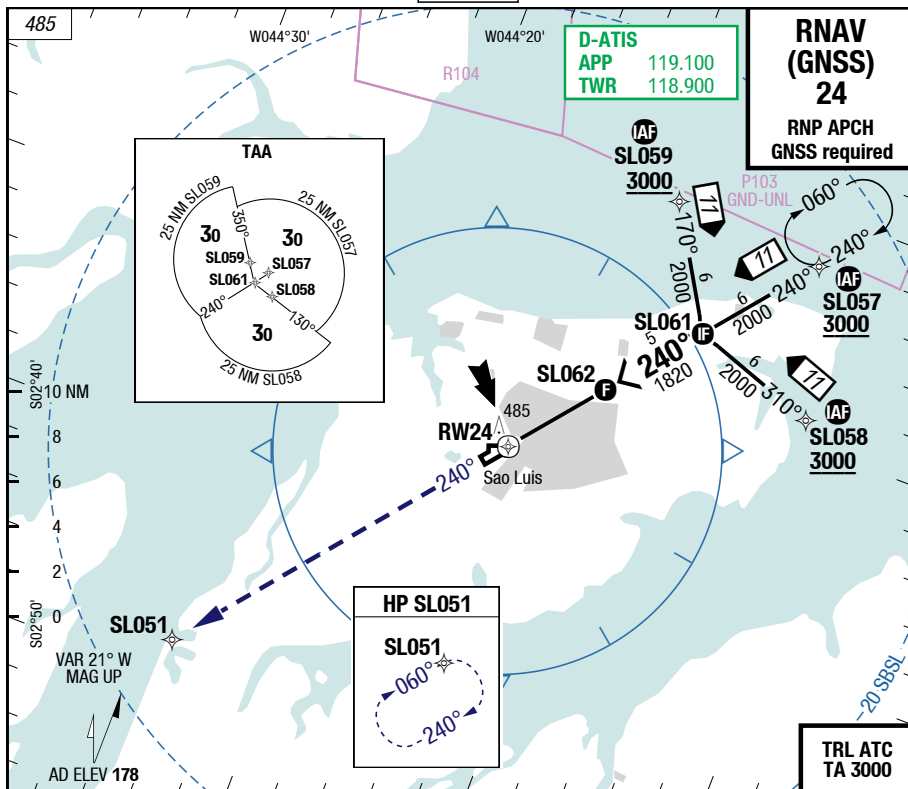 485
W044°30'
W044°20'
D-ATIS
APP 119.100
TWR 118.900
RNAV
(GNSS)
24
RNP APCH
GNSS required
R104
IAF
SL059
3000
P103
GND-UNL
TAA
25 NM SL059
25 NM SL057
350°
30
30
SL059
SL057
SL061
SL058
240°
130°
30
25 NM SL058
11
170°
6
2000
060°
240°
11
240°
6
2000
IAF
SL057
3000
SL061
IF
5
240°
1820
SL062
F
6
2000
310°
11
IAF
SL058
3000
S02°40'
10 NM
8
6
4
2
0
S02°50'
485
RW24
Sao Luis
240°
SL051
VAR 21° W
MAG UP
AD ELEV 178
HP SL051
SL051
060°
240°
20 SBSL
TRL ATC
TA 3000